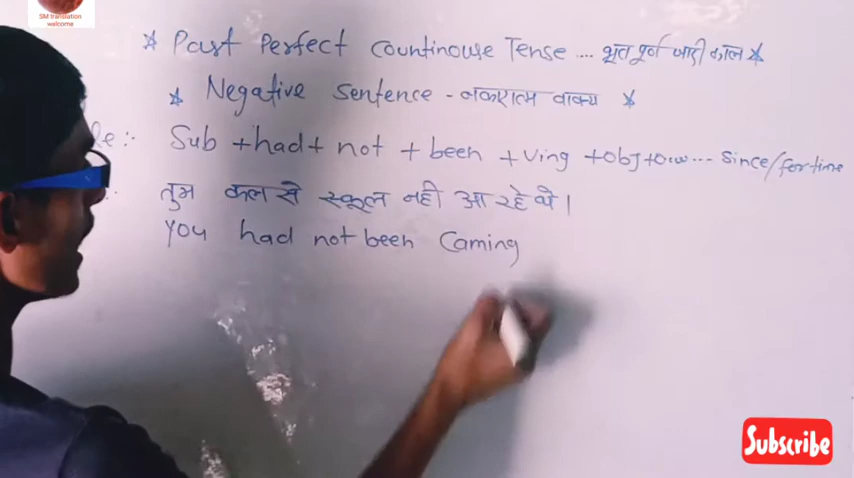 SM translation
welcome
* Past Perfect Countinouse Tense ... भूत पूर्ण जारी काल *
* Negative Sentence - नकरात्म वाक्य *
Sub + had + not + been + Ving + obj + o.w... Since/for time
तुम कल से स्कूल नही आ रहे थे।
You had not been Caming
Subscribe